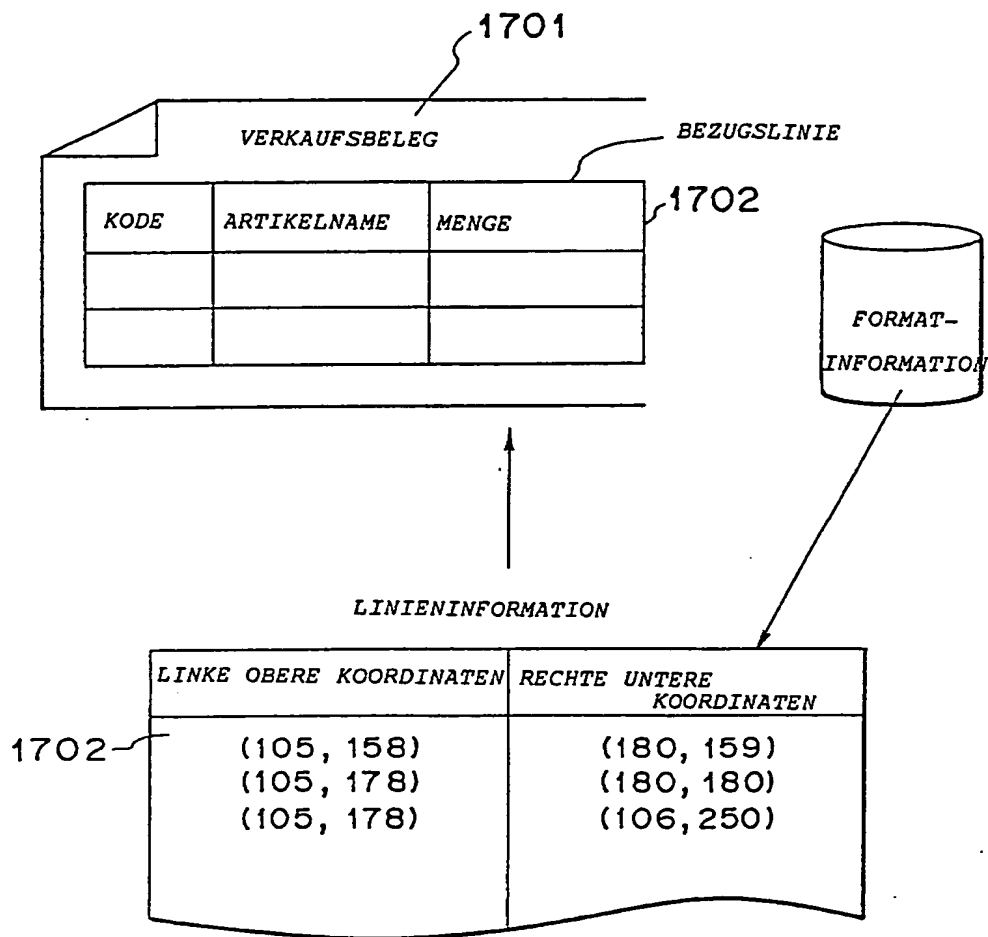 1701
VERKAUFSBELEG
BEZUGSLINIE
1702
KODE ARTIKELNAME MENGE
FORMAT-
INFORMATION
LINIENINFORMATION
LINKE OBERE KOORDINATEN RECHTE UNTERE
KOORDINATEN
1702
(105, 158) (180, 159)
(105, 178) (180, 180)
(105, 178) (106, 250)